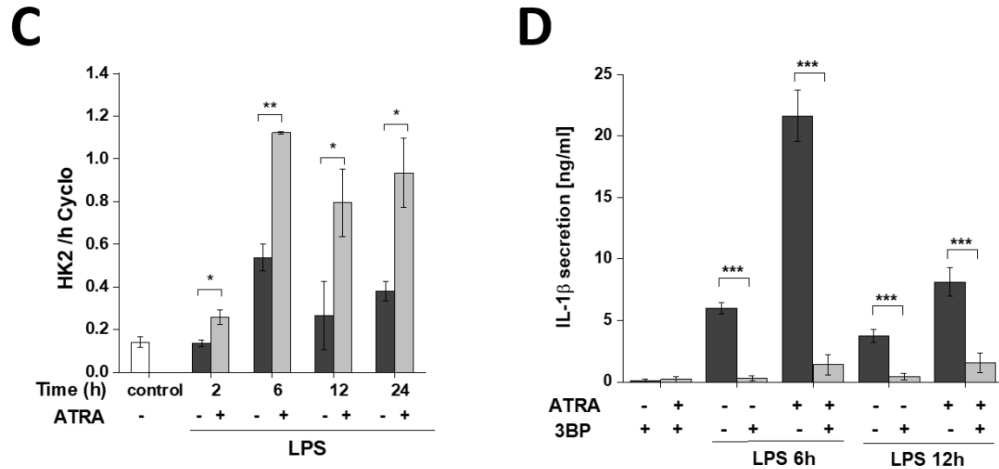 C
HK2 /h Cyclo
1.4
1.2
1.0
0.8
0.6
0.4
0.2
0.0
* ** * *
Time (h) control 2 6 12 24
ATRA - - + - + - + - +
LPS
D
IL-1β secretion [ng/ml]
25
20
15
10
5
0
*** *** *** ***
ATRA - + - - + + - - + +
3BP + + - + - + - + - +
LPS 6h LPS 12h